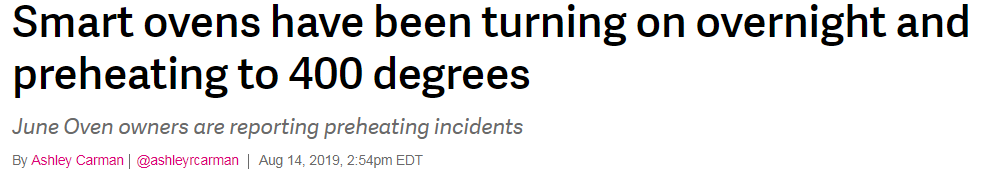 Smart ovens have been turning on overnight and
preheating to 400 degrees
June Oven owners are reporting preheating incidents
By Ashley Carman | @ashleyrcarman | Aug 14, 2019, 2:54pm EDT